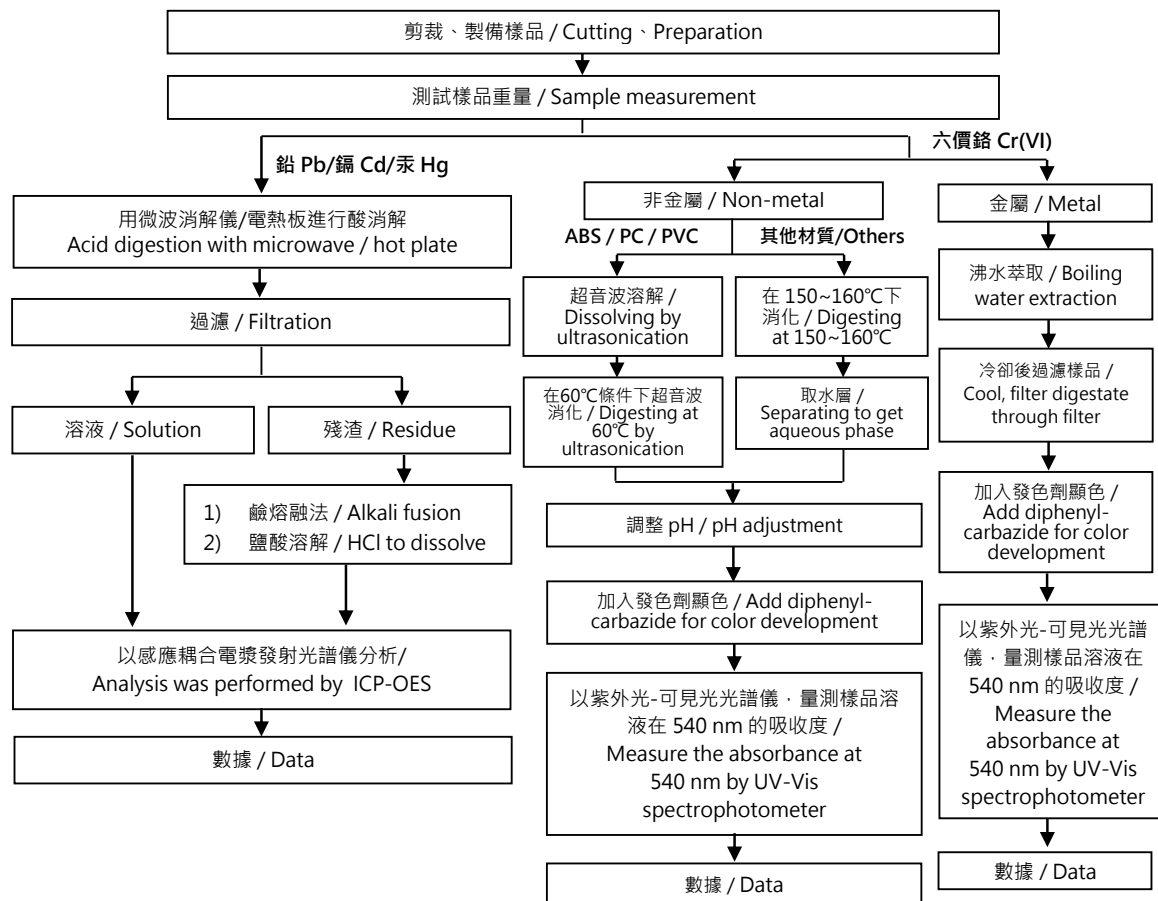 剪裁、製備樣品 / Cutting、Preparation
測試樣品重量 / Sample measurement
鉛 Pb/鎘 Cd/汞 Hg
用微波消解儀/電熱板進行酸消解
Acid digestion with microwave / hot plate
過濾 / Filtration
溶液 / Solution
殘渣 / Residue
1) 鹼熔融法 / Alkali fusion
2) 鹽酸溶解 / HCl to dissolve
以感應耦合電漿發射光譜儀分析/
Analysis was performed by ICP-OES
數據 / Data
六價鉻 Cr(VI)
非金屬 / Non-metal
ABS / PC / PVC
其他材質/Others
超音波溶解 /
Dissolving by
ultrasonication
在60℃條件下超音波
消化 / Digesting at
60℃ by
ultrasonication
在 150~160℃下
消化 / Digesting
at 150~160℃
取水層 /
Separating to get
aqueous phase
調整 pH / pH adjustment
加入發色劑顯色 / Add diphenyl-
carbazide for color development
以紫外光-可見光光譜儀，量測樣品溶
液在 540 nm 的吸收度 /
Measure the absorbance at
540 nm by UV-Vis
spectrophotometer
數據 / Data
金屬 / Metal
沸水萃取 / Boiling
water extraction
冷卻後過濾樣品 /
Cool, filter digestate
through filter
加入發色劑顯色 /
Add diphenyl-
carbazide for color
development
以紫外光-可見光光譜
儀，量測樣品溶液在
540 nm 的吸收度 /
Measure the
absorbance at
540 nm by UV-Vis
spectrophotometer
數據 / Data